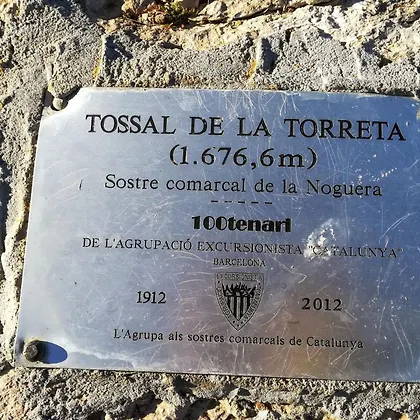 TOSSAL DE LA TORRETA
(1.676,6m)
Sostre comarcal de la Noguera
-----
100tenari
DE L'AGRUPACIÓ EXCURSIONISTA "CATALUNYA"
BARCELONA
1912 2012
L'Agrupa als sostres comarcals de Catalunya